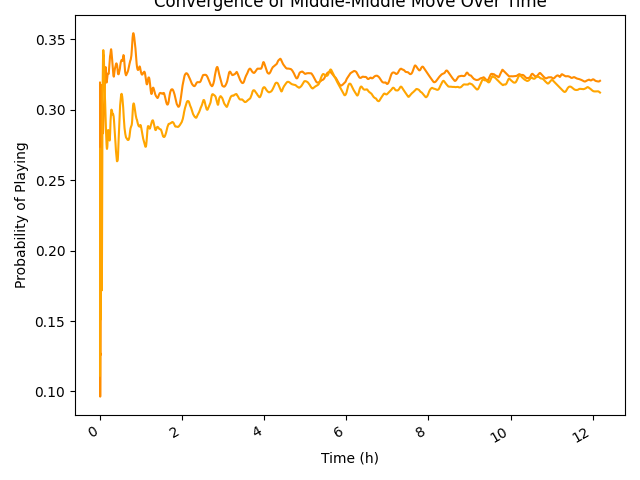 Convergence of Middle-Middle Move Over Time
0.35
0.30
0.25
0.20
0.15
0.10
Probability of Playing
0 2 4 6 8 10 12
Time (h)